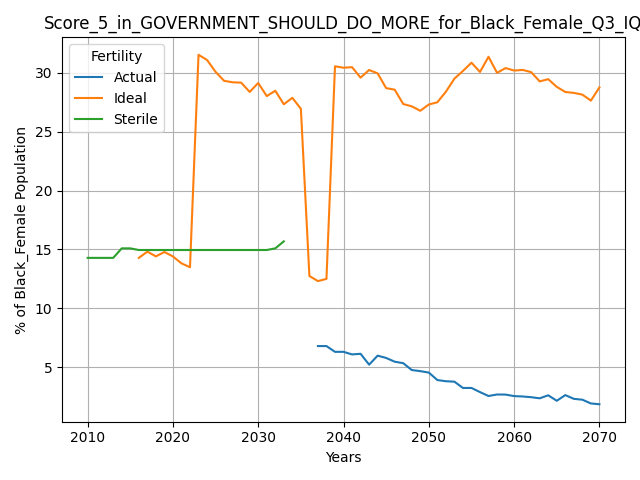 Score_5_in_GOVERNMENT_SHOULD_DO_MORE_for_Black_Female_Q3_IQ
Fertility
Actual
Ideal
Sterile
% of Black_Female Population
30
25
20
15
10
5
2010 2020 2030 2040 2050 2060 2070
Years